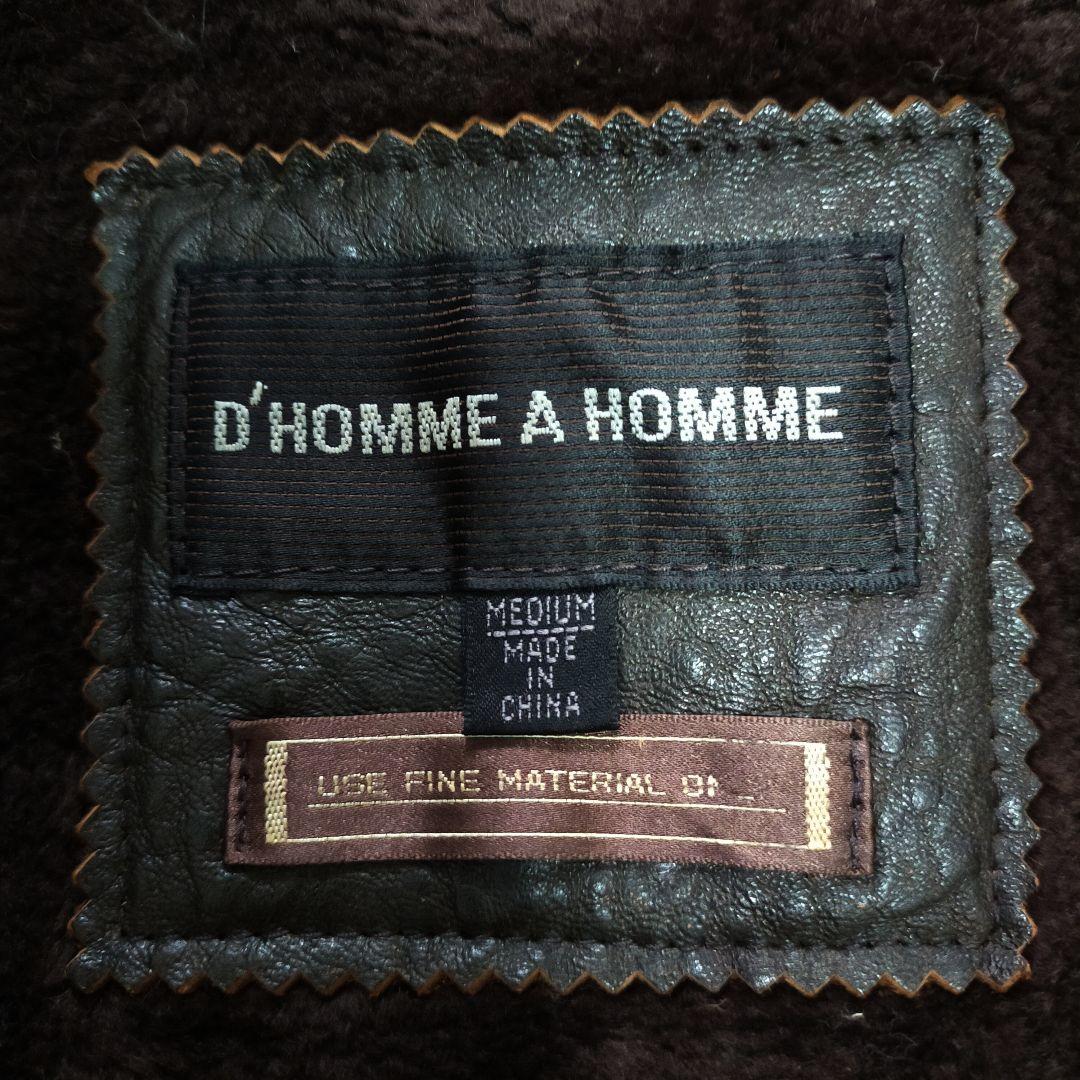 D'HOMME A HOMME
MEDIUM
MADE
IN
CHINA
USE FINE MATERIAL